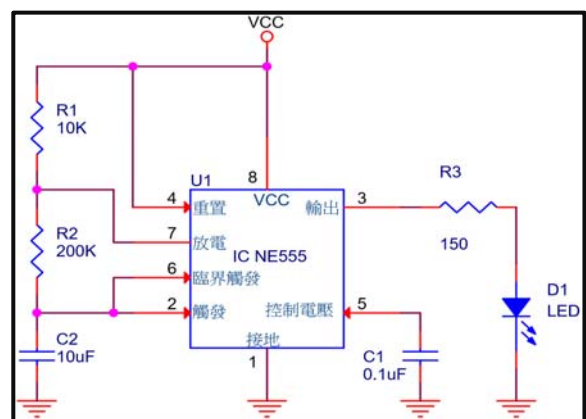 VCC
R1
10K
R2
200K
C2
10uF
U1
8
VCC
4
重置
7
放電
6
臨界觸發
2
觸發
IC NE555
3
輸出
5
控制電壓
接地
1
R3
150
D1
LED
C1
0.1uF